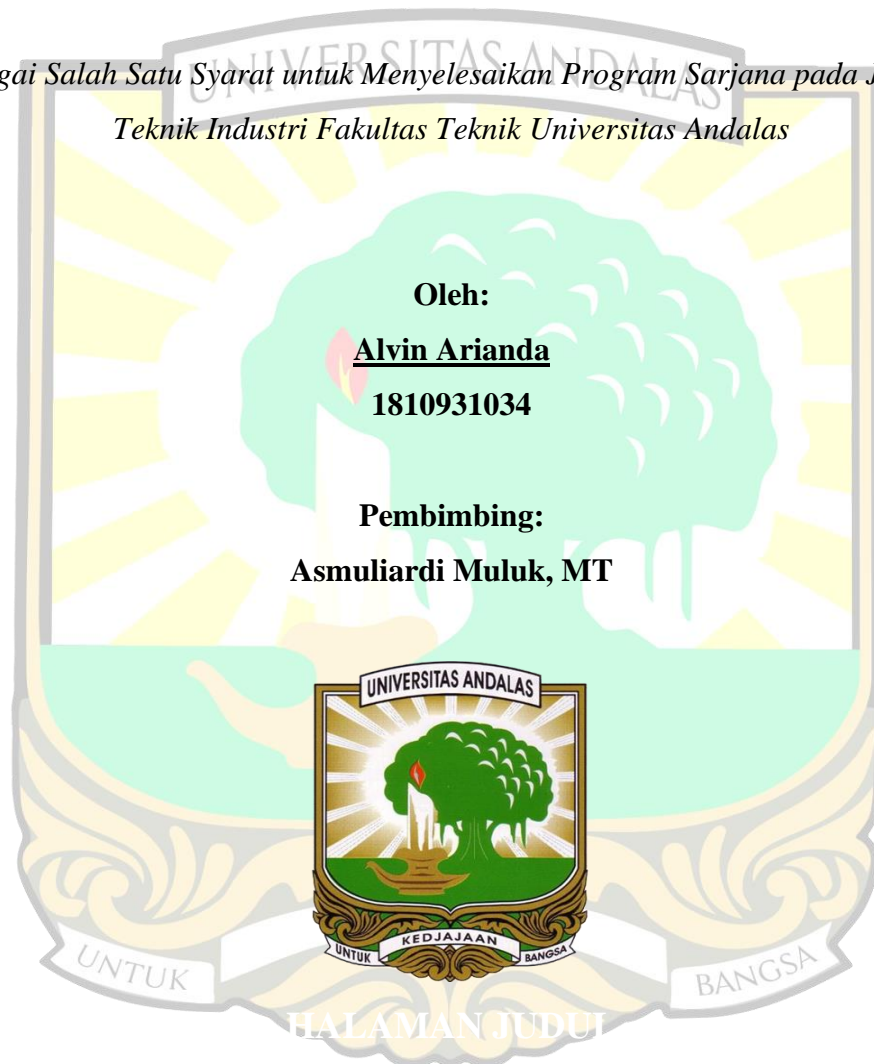 UNIVERSITAS ANDALAS
gai Salah Satu Syarat untuk Menyelesaikan Program Sarjana pada J
Teknik Industri Fakultas Teknik Universitas Andalas
Oleh:
Alvin Arianda
1810931034
Pembimbing:
Asmuliardi Muluk, MT
UNIVERSITAS ANDALAS
UNTUK KEDJAJAAN BANGSA
UNTUK BANGSA
HALAMAN JUDUL